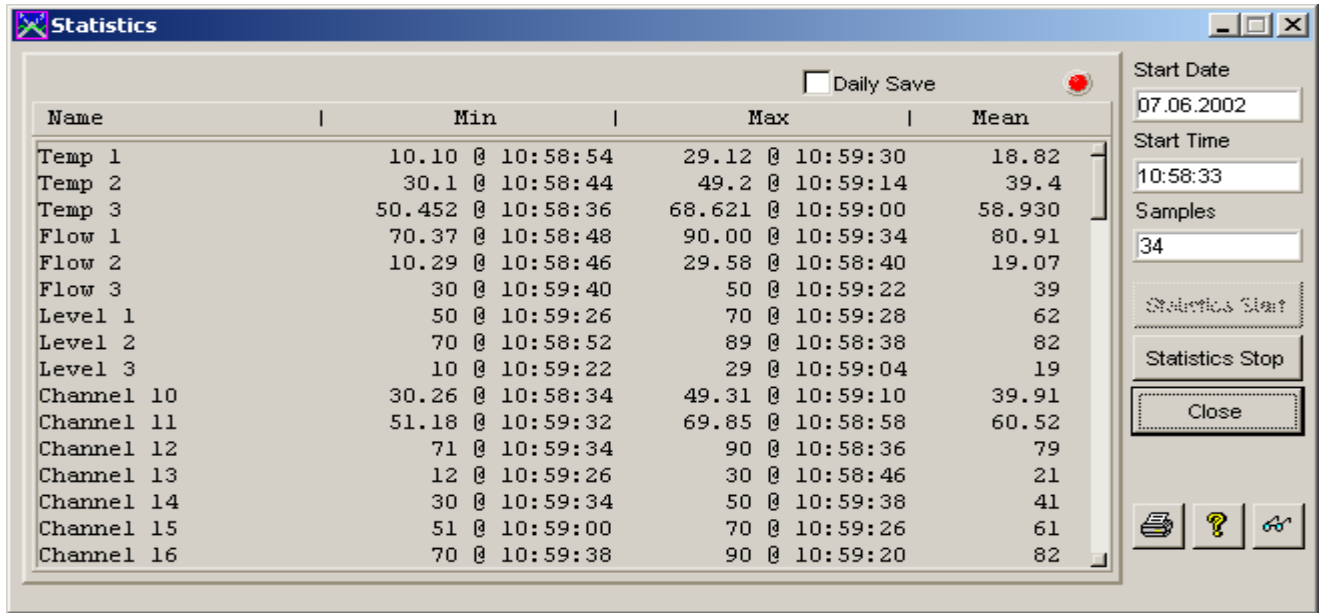 Statistics
Daily Save
Name | Min | Max | Mean
Temp 1 10.10 @ 10:58:54 29.12 @ 10:59:30 18.82
Temp 2 30.1 @ 10:58:44 49.2 @ 10:59:14 39.4
Temp 3 50.452 @ 10:58:36 68.621 @ 10:59:00 58.930
Flow 1 70.37 @ 10:58:48 90.00 @ 10:59:34 80.91
Flow 2 10.29 @ 10:58:46 29.58 @ 10:58:40 19.07
Flow 3 30 @ 10:59:40 50 @ 10:59:22 39
Level 1 50 @ 10:59:26 70 @ 10:59:28 62
Level 2 70 @ 10:58:52 89 @ 10:58:38 82
Level 3 10 @ 10:59:22 29 @ 10:59:04 19
Channel 10 30.26 @ 10:58:34 49.31 @ 10:59:10 39.91
Channel 11 51.18 @ 10:59:32 69.85 @ 10:58:58 60.52
Channel 12 71 @ 10:59:34 90 @ 10:58:36 79
Channel 13 12 @ 10:59:26 30 @ 10:58:46 21
Channel 14 30 @ 10:59:34 50 @ 10:59:38 41
Channel 15 51 @ 10:59:00 70 @ 10:59:26 61
Channel 16 70 @ 10:59:38 90 @ 10:59:20 82
Start Date
07.06.2002
Start Time
10:58:33
Samples
34
Statistics Start
Statistics Stop
Close